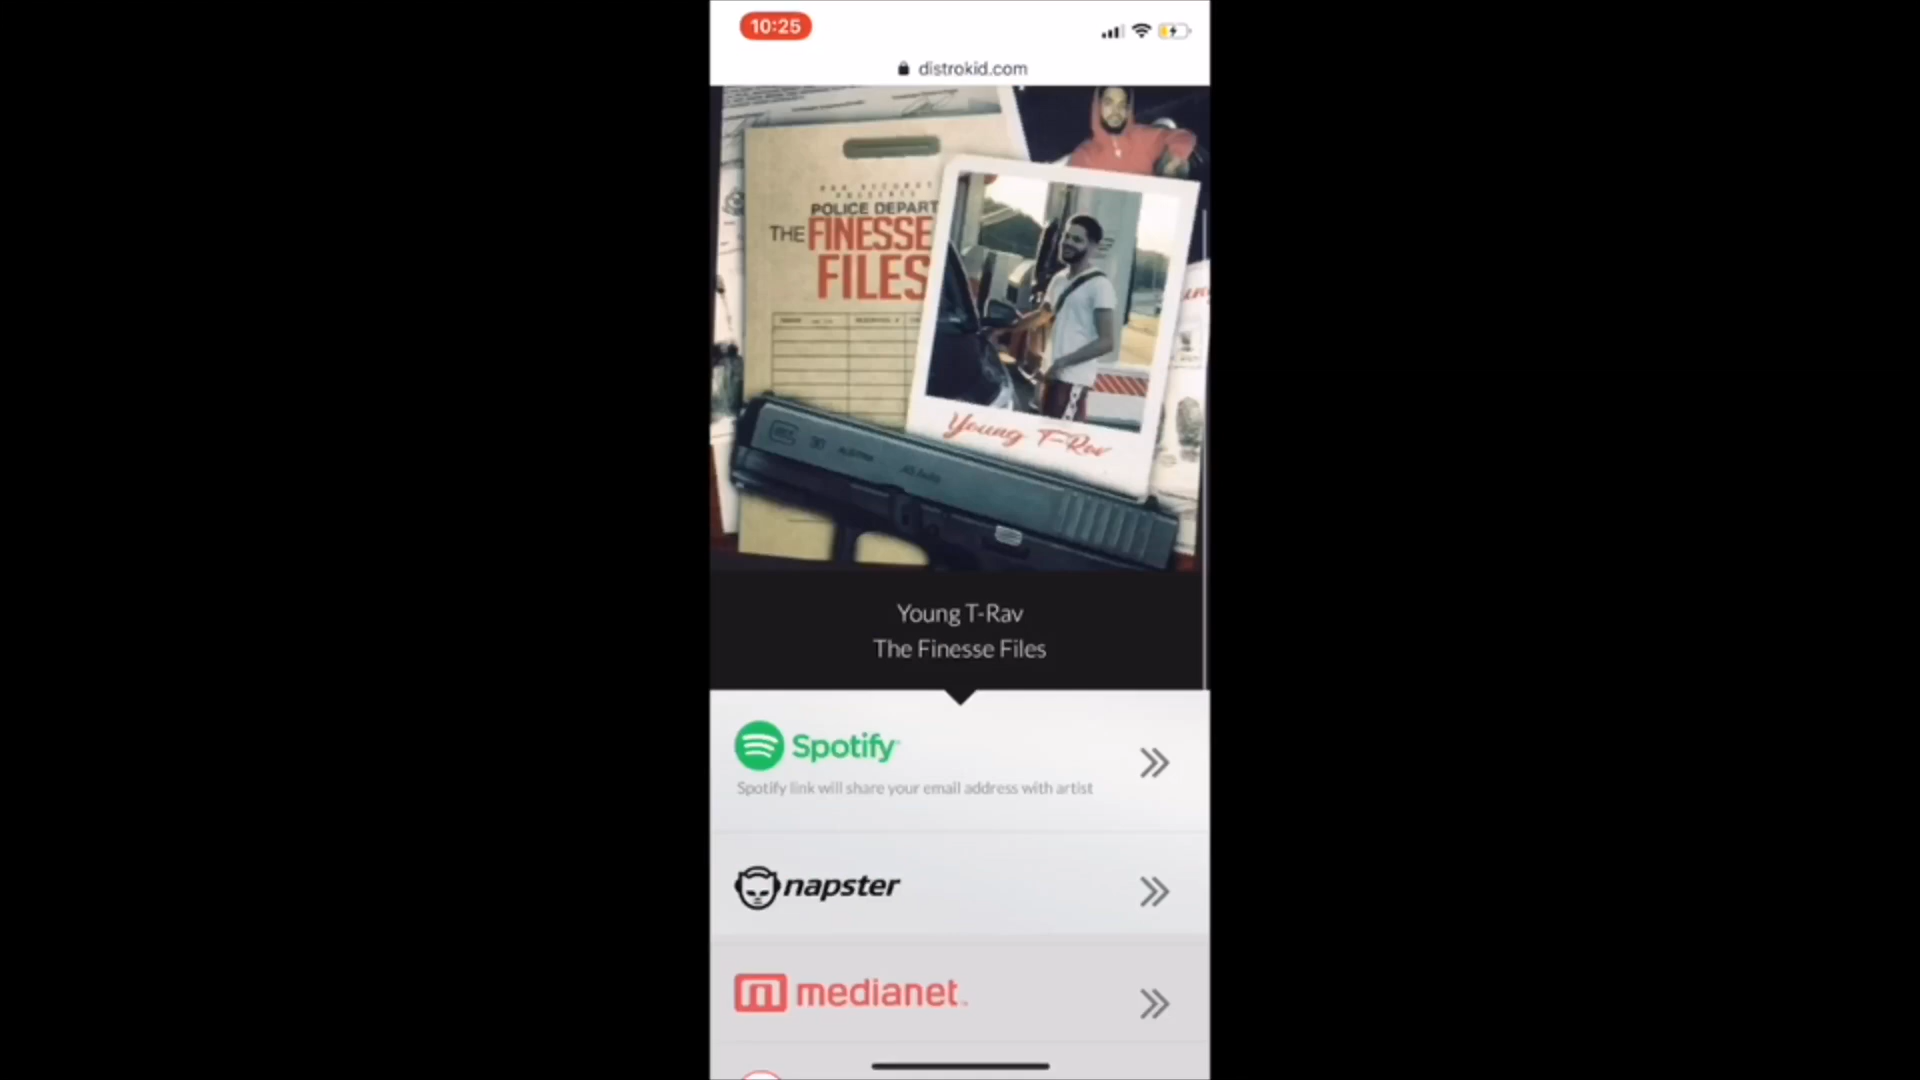 10:25
distrokid.com
POLICE DEPART
THE FINESSE
FILES
Young T-Rav
Young T-Rav
The Finesse Files
Spotify
Spotify link will share your email address with artist
napster
medianet